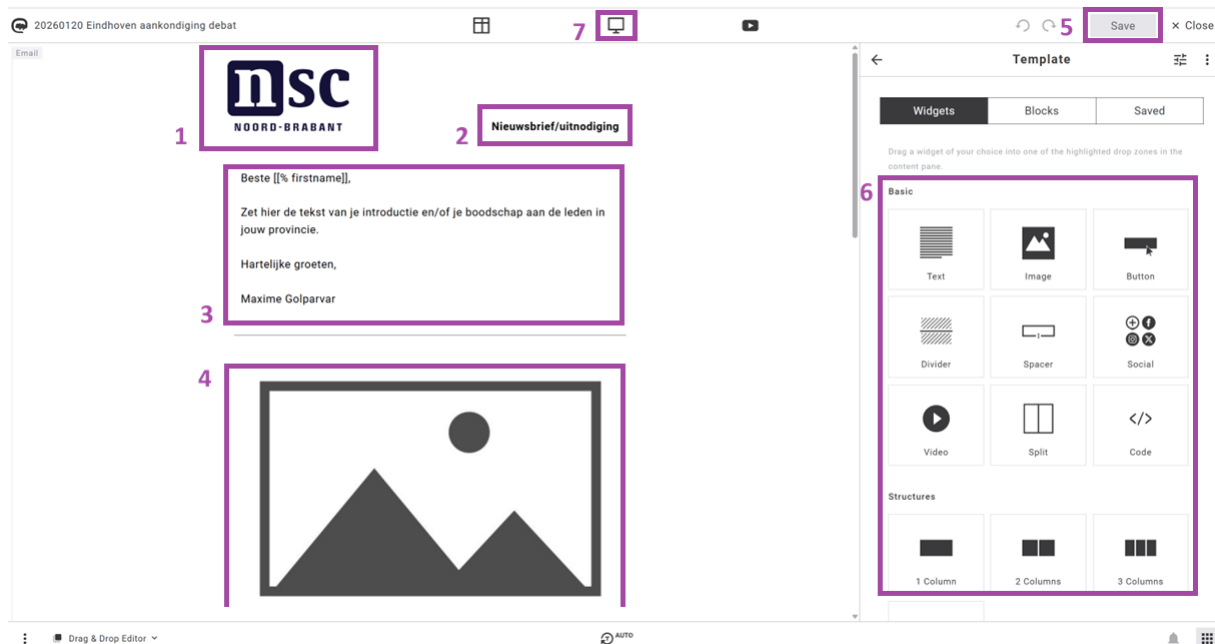 20260120 Eindhoven aankondiging debat
7
5
Save
× Close
Email
nsc
NOORD-BRABANT
1
2
Nieuwsbrief/uitnodiging
Beste [[% firstname]],
Zet hier de tekst van je introductie en/of je boodschap aan de leden in
jouw provincie.
Hartelijke groeten,
Maxime Golparvar
3
4
Template
Widgets
Blocks
Saved
Drag a widget of your choice into one of the highlighted drop zones in the
content pane.
6
Basic
Text
Image
Button
Divider
Spacer
Social
Video
Split
</>
Code
Structures
1 Column
2 Columns
3 Columns
Drag & Drop Editor
AUTO